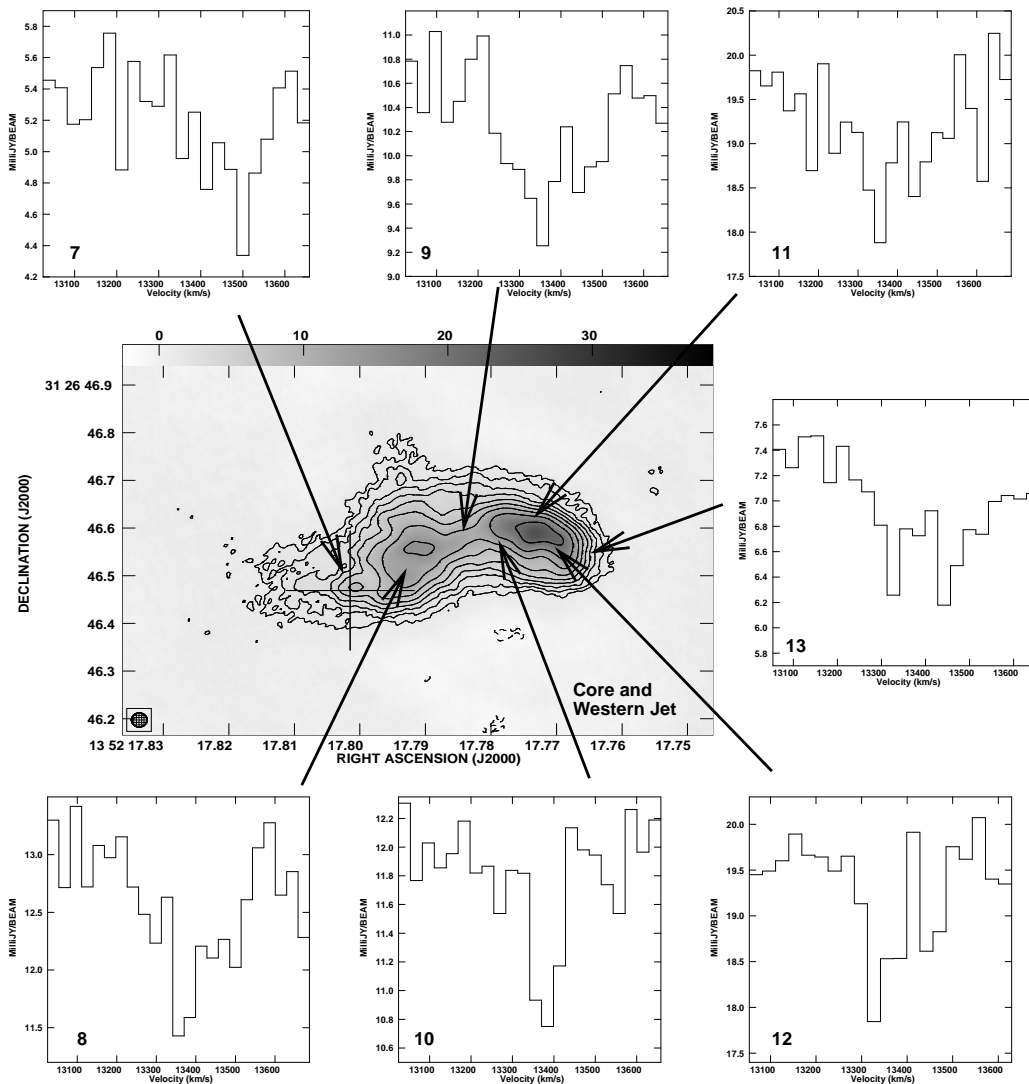 5.8
5.6
5.4
5.2
5.0
4.8
4.6
4.4
4.2
MilliJY/BEAM
7
13100 13200 13300 13400 13500 13600
Velocity (km/s)
11.0
10.8
10.6
10.4
10.2
10.0
9.8
9.6
9.4
9.2
9.0
MilliJY/BEAM
9
13100 13200 13300 13400 13500 13600
Velocity (km/s)
20.5
20.0
19.5
19.0
18.5
18.0
17.5
MilliJY/BEAM
11
13100 13200 13300 13400 13500 13600
Velocity (km/s)
0 10 20 30
DECLINATION (J2000)
31 26 46.9
46.8
46.7
46.6
46.5
46.4
46.3
46.2
Core and
Western Jet
13 52 17.83 17.82 17.81 17.80 17.79 17.78 17.77 17.76 17.75
RIGHT ASCENSION (J2000)
7.6
7.4
7.2
7.0
6.8
6.6
6.4
6.2
6.0
5.8
MilliJY/BEAM
13
13100 13200 13300 13400 13500 13600
Velocity (km/s)
13.0
12.5
12.0
11.5
MilliJY/BEAM
8
13100 13200 13300 13400 13500 13600
Velocity (km/s)
12.2
12.0
11.8
11.6
11.4
11.2
11.0
10.8
10.6
MilliJY/BEAM
10
13100 13200 13300 13400 13500 13600
Velocity (km/s)
20.0
19.5
19.0
18.5
18.0
17.5
MilliJY/BEAM
12
13100 13200 13300 13400 13500 13600
Velocity (km/s)